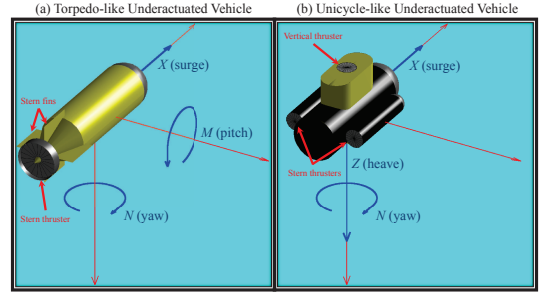 (a) Torpedo-like Underactuated Vehicle
X (surge)
Stern fins
M (pitch)
N (yaw)
Stern thruster
(b) Unicycle-like Underactuated Vehicle
Vertical thruster
X (surge)
Z (heave)
Stern thrusters
N (yaw)